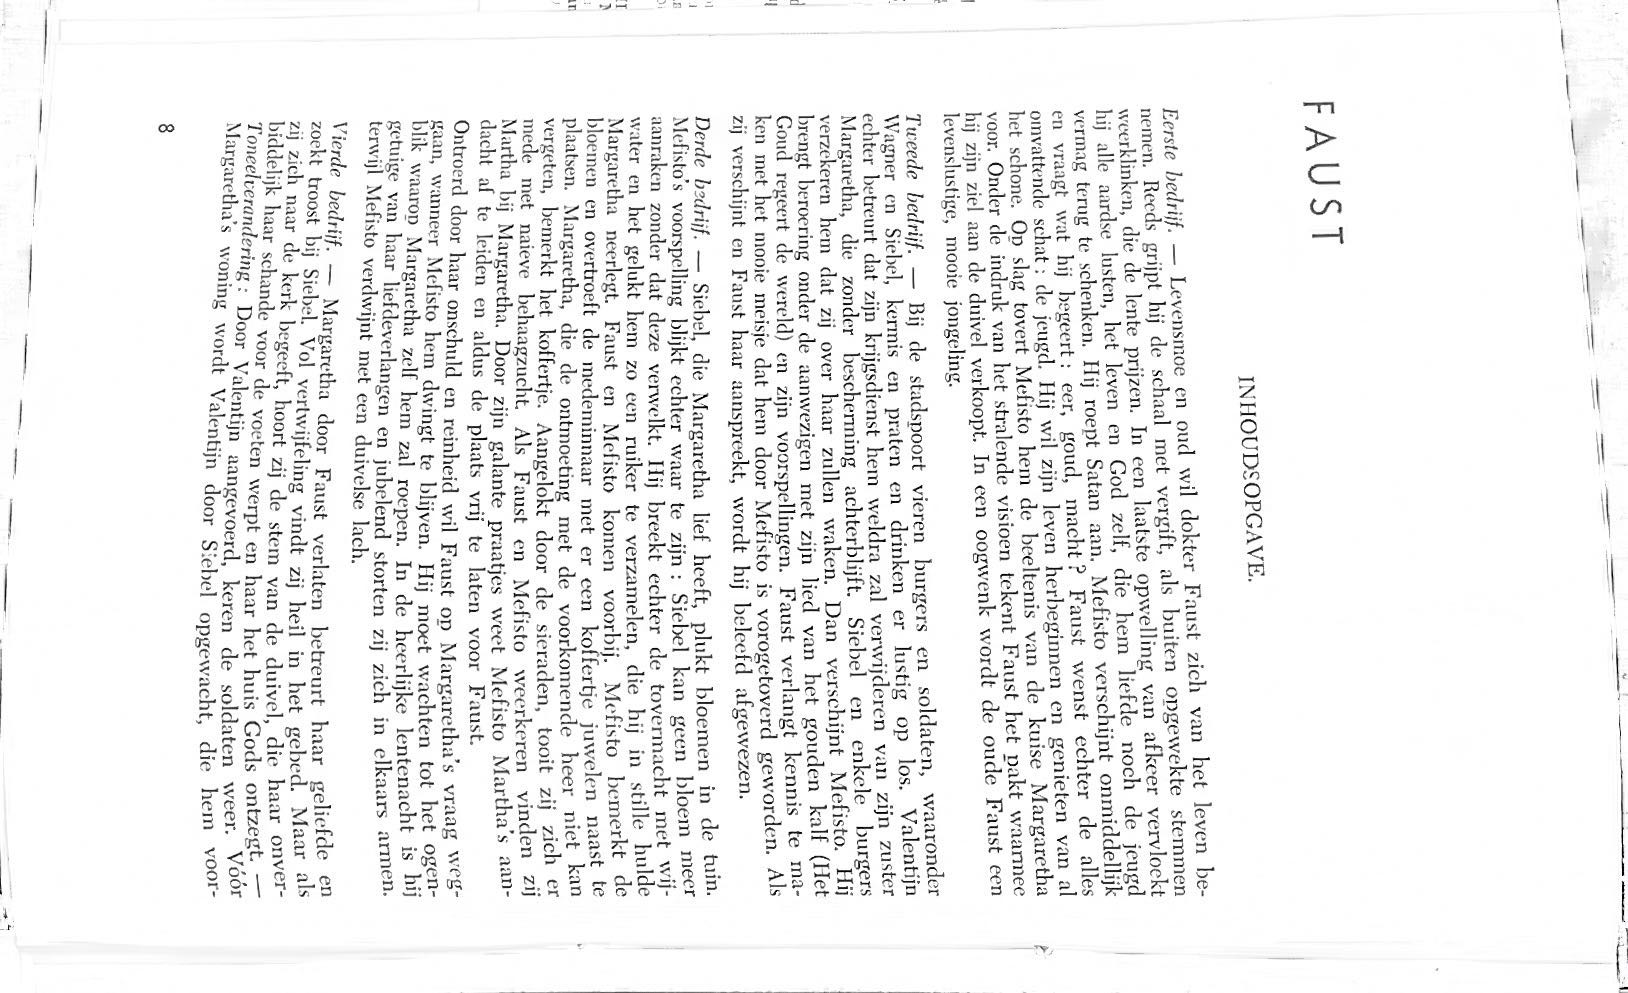 FAUST
INHOUDSOPGAVE.
Eerste bedrijf. — Levensmoe en oud wil dokter Faust zich van het leven be-
nemen. Reeds grijpt hij de schaal met vergift, als buiten opgewekte stemmen
weerklinken, die de lente prijzen. In een laatste opwelling van afkeer vervloekt
hij alle aardse lusten, het leven en God zelf, die hem liefde noch de jeugd
vermag terug te schenken. Hij roept Satan aan. Mefisto verschijnt onmiddellijk
en vraagt wat hij begeert : eer, goud, macht ? Faust wenst echter de alles
omvattende schat : de jeugd. Hij wil zijn leven herbeginnen en genieten van al
het schone. Op slag tovert Mefisto hem de beeltenis van de kuise Margaretha
voor. Onder de indruk van het stralende visioen tekent Faust het pakt waarmee
hij zijn ziel aan de duivel verkoopt. In een oogwenk wordt de oude Faust een
levenslustige, mooie jongeling.
Tweede bedrijf. — Bij de stadspoort vieren burgers en soldaten, waaronder
Wagner en Siebel, kermis en praten en drinken er lustig op los. Valentijn
echter betreurt dat zijn krijgsdienst hem weldra zal verwijderen van zijn zuster
Margaretha, die zonder bescherming achterblijft. Siebel en enkele burgers
verzekeren hem dat zij over haar zullen waken. Dan verschijnt Mefisto. Hij
brengt beroering onder de aanwezigen met zijn lied van het gouden kalf (Het
Goud regeert de wereld) en zijn voorspellingen. Faust verlangt kennis te ma-
ken met het mooie meisje dat hem door Mefisto is vorogetoverd geworden. Als
zij verschijnt en Faust haar aanspreekt, wordt hij beleefd afgewezen.
Derde bedrijf. — Siebel, die Margaretha lief heeft, plukt bloemen in de tuin.
Mefisto's voorspelling blijkt echter waar te zijn : Siebel kan geen bloem meer
aanraken zonder dat deze verwelkt. Hij breekt echter de tovermacht met wij-
water en het gelukt hem zo een ruiker te verzamelen, die hij in stille hulde
Margaretha neerlegt. Faust en Mefisto komen voorbij. Mefisto bemerkt de
bloemen en overtroeft de medeminnaar met er een koffertje juwelen naast te
plaatsen. Margaretha, die de ontmoeting met de voorkomende heer niet kan
vergeten, bemerkt het koffertje. Aangelokt door de sieraden, tooit zij zich er
mede met naieve behaagzucht. Als Faust en Mefisto weerkeren vinden zij
Martha bij Margaretha. Door zijn galante praatjes weet Mefisto Martha's aan-
dacht af te leiden en aldus de plaats vrij te laten voor Faust.
Ontroerd door haar onschuld en reinheid wil Faust op Margaretha's vraag weg-
gaan, wanneer Mefisto hem dwingt te blijven. Hij moet wachten tot het ogen-
blik waarop Margaretha zelf hem zal roepen. In de heerlijke lentenacht is hij
getuige van haar liefdeverlangen en jubelend storten zij zich in elkaars armen,
terwijl Mefisto verdwijnt met een duivelse lach.
Vierde bedrijf. — Margaretha door Faust verlaten betreurt haar geliefde en
zoekt troost bij Siebel. Vol vertwijfeling vindt zij heil in het gebed. Maar als
zij zich naar de kerk begeeft, hoort zij de stem van de duivel, die haar onver-
biddelijk haar schande voor de voeten werpt en haar het huis Gods ontzegt. —
Toneelverandering : Door Valentijn aangevoerd, keren de soldaten weer. Vóór
Margaretha's woning wordt Valentijn door Siebel opgewacht, die hem voor-
8